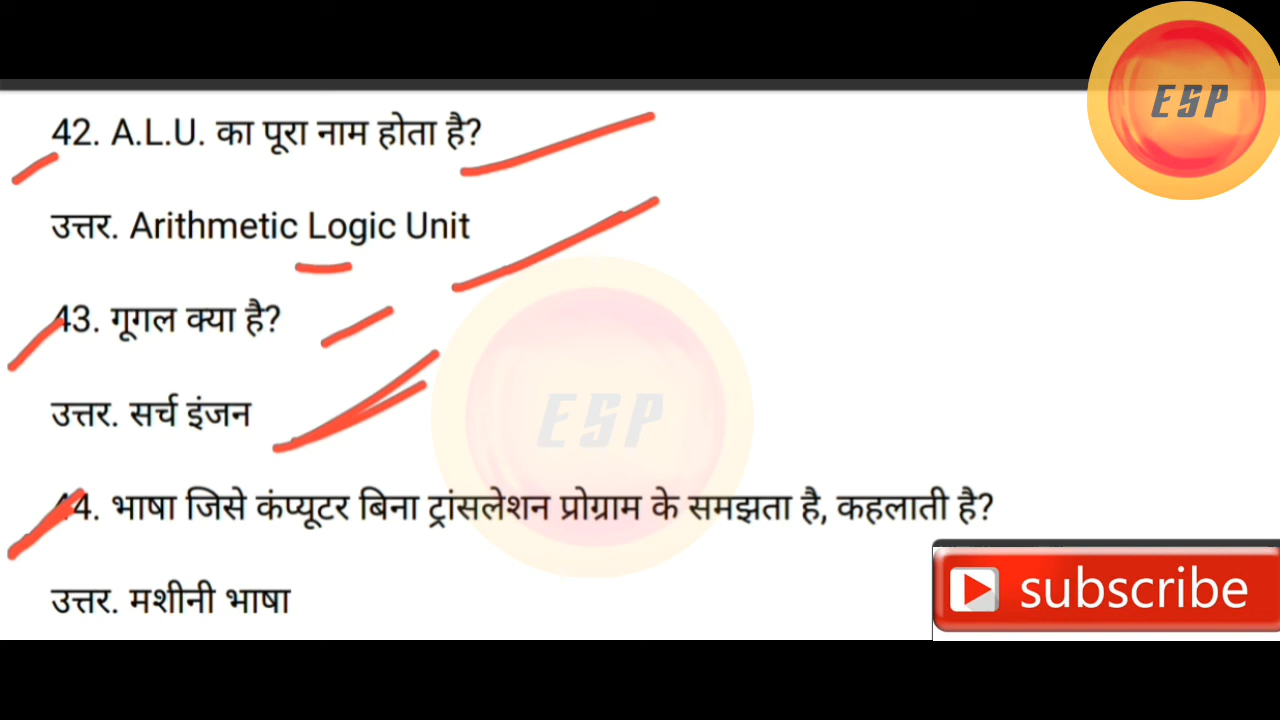 ESP
42. A.L.U. का पूरा नाम होता है?
उत्तर. Arithmetic Logic Unit
43. गूगल क्या है?
उत्तर. सर्च इंजन
ESP
44. भाषा जिसे कंप्यूटर बिना ट्रांसलेशन प्रोग्राम के समझता है, कहलाती है?
उत्तर. मशीनी भाषा
subscribe